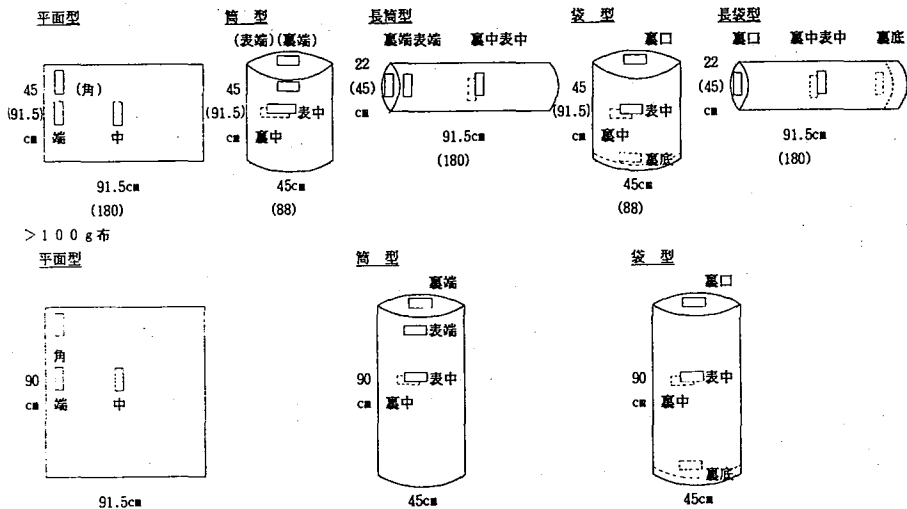 平面型
45
(91.5)
cm
(角)
端
中
91.5cm
(180)
筒 型
(表端)(裏端)
45
(91.5)
cm
表中
裏中
45cm
(88)
長筒型
裏端表端 裏中表中
22
(45)
cm
91.5cm
(180)
袋 型
裏口
45
(91.5)
cm
表中
裏中
裏底
45cm
(88)
長袋型
裏口 裏中表中 裏底
22
(45)
cm
91.5cm
(180)
>100g布
平面型
角
90
cm
端
中
91.5cm
筒 型
裏端
表端
90
cm
表中
裏中
45cm
袋 型
裏口
90
cm
表中
裏中
裏底
45cm